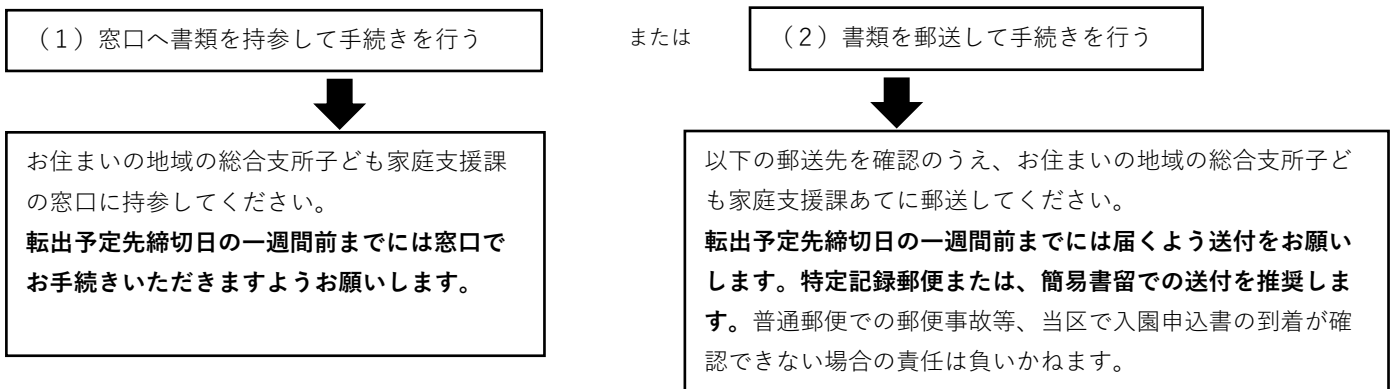 （１）窓口へ書類を持参して手続きを行う
または
（２）書類を郵送して手続きを行う
お住まいの地域の総合支所子ども家庭支援課
の窓口に持参してください。
転出予定先締切日の一週間前までには窓口で
お手続きいただきますようお願いします。
以下の郵送先を確認のうえ、お住まいの地域の総合支所子ど
も家庭支援課あてに郵送してください。
転出予定先締切日の一週間前までには届くよう送付をお願い
します。特定記録郵便または、簡易書留での送付を推奨しま
す。普通郵便での郵便事故等、当区で入園申込書の到着が確
認できない場合の責任は負いかねます。